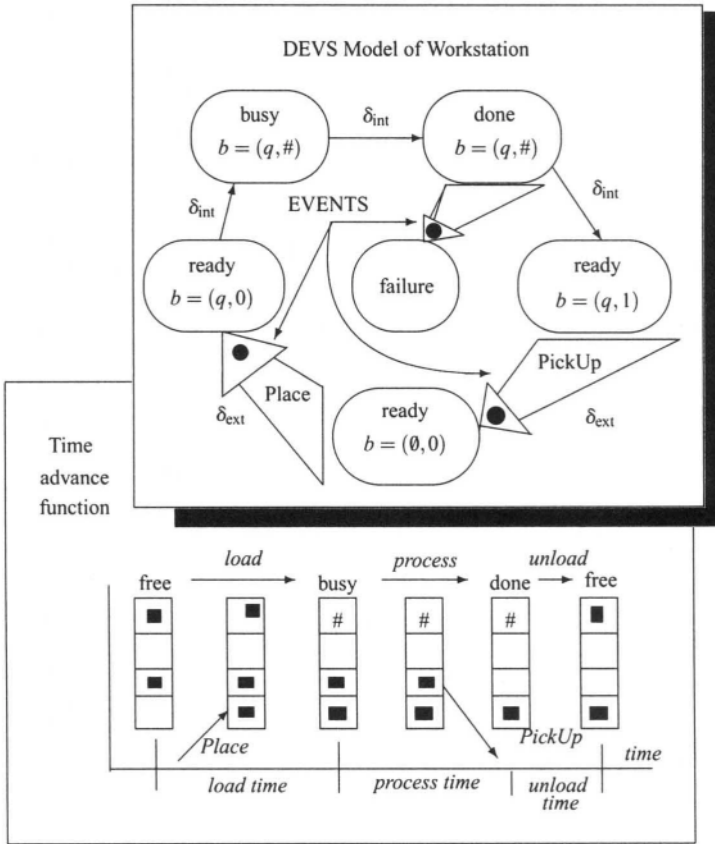 DEVS Model of Workstation
busy
b = (q,#)
δint
done
b = (q,#)
δint
EVENTS
δint
ready
b = (q,0)
failure
ready
b = (q,1)
Place
PickUp
δext
ready
b = (∅,0)
δext
Time
advance
function
load
process
unload
free
busy
done
free
#
#
#
Place
PickUp
time
load time
process time
unload
time